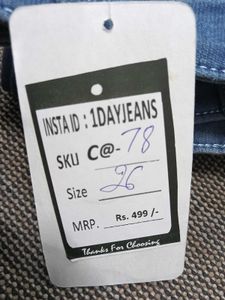 INSTA ID : 1DAYJEANS
SKU C@- 78
Size 26
MRP. Rs. 499 /-
Thanks For Choosing